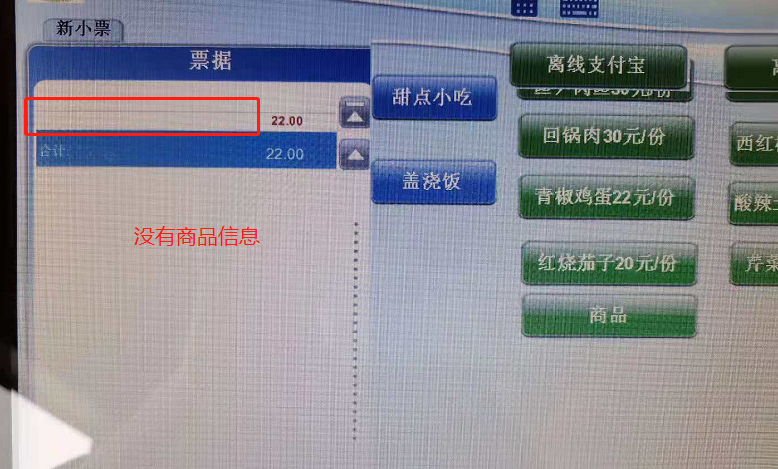 新小票
票据
22.00
合计:
22.00
没有商品信息
甜点小吃
盖浇饭
离线支付宝
回锅肉30元/份
青椒鸡蛋22元/份
红烧茄子20元/份
商品
西红
酸辣
芹菜